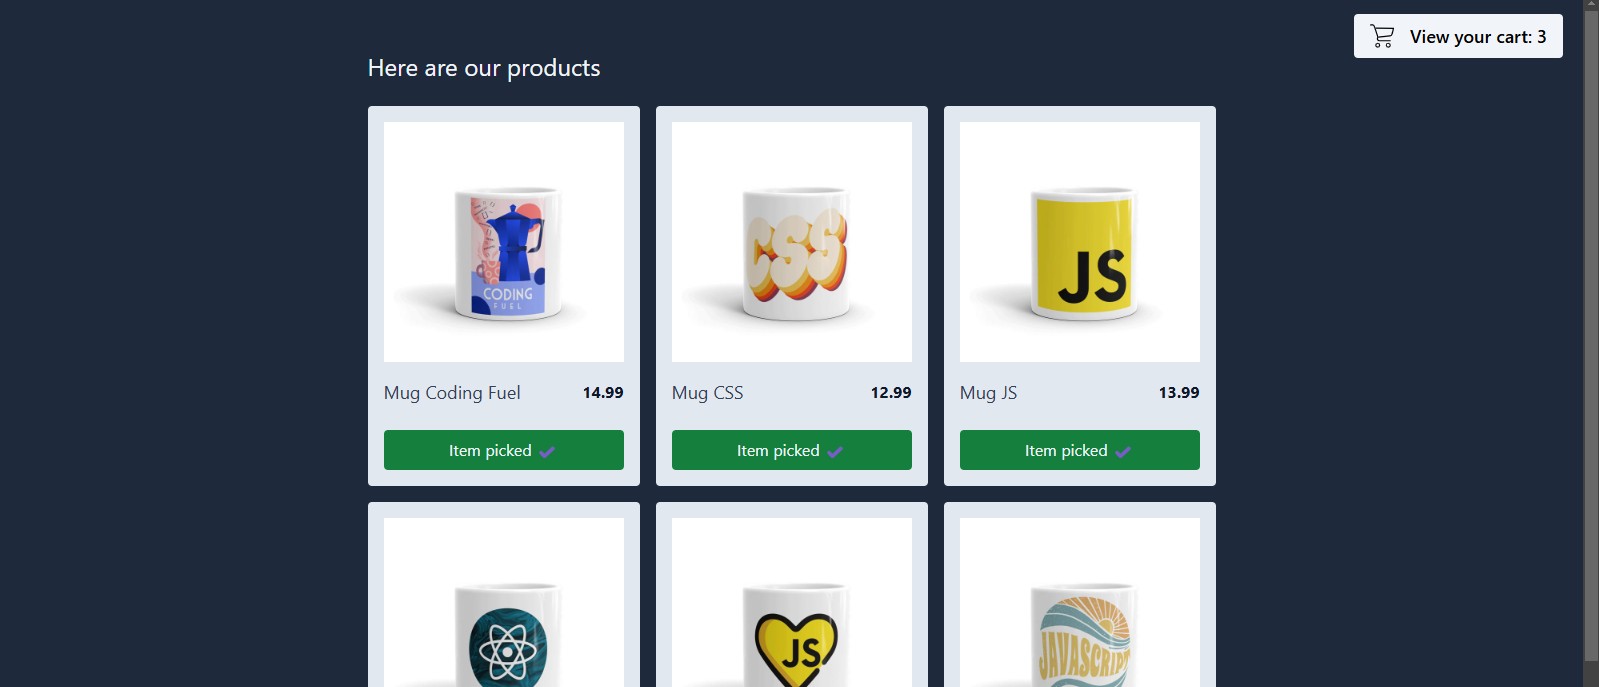 View your cart: 3
Here are our products
CODING
FUEL
CSS
JS
Mug Coding Fuel 14.99
Mug CSS 12.99
Mug JS 13.99
Item picked
Item picked
Item picked
JS
JAVASCRIPT